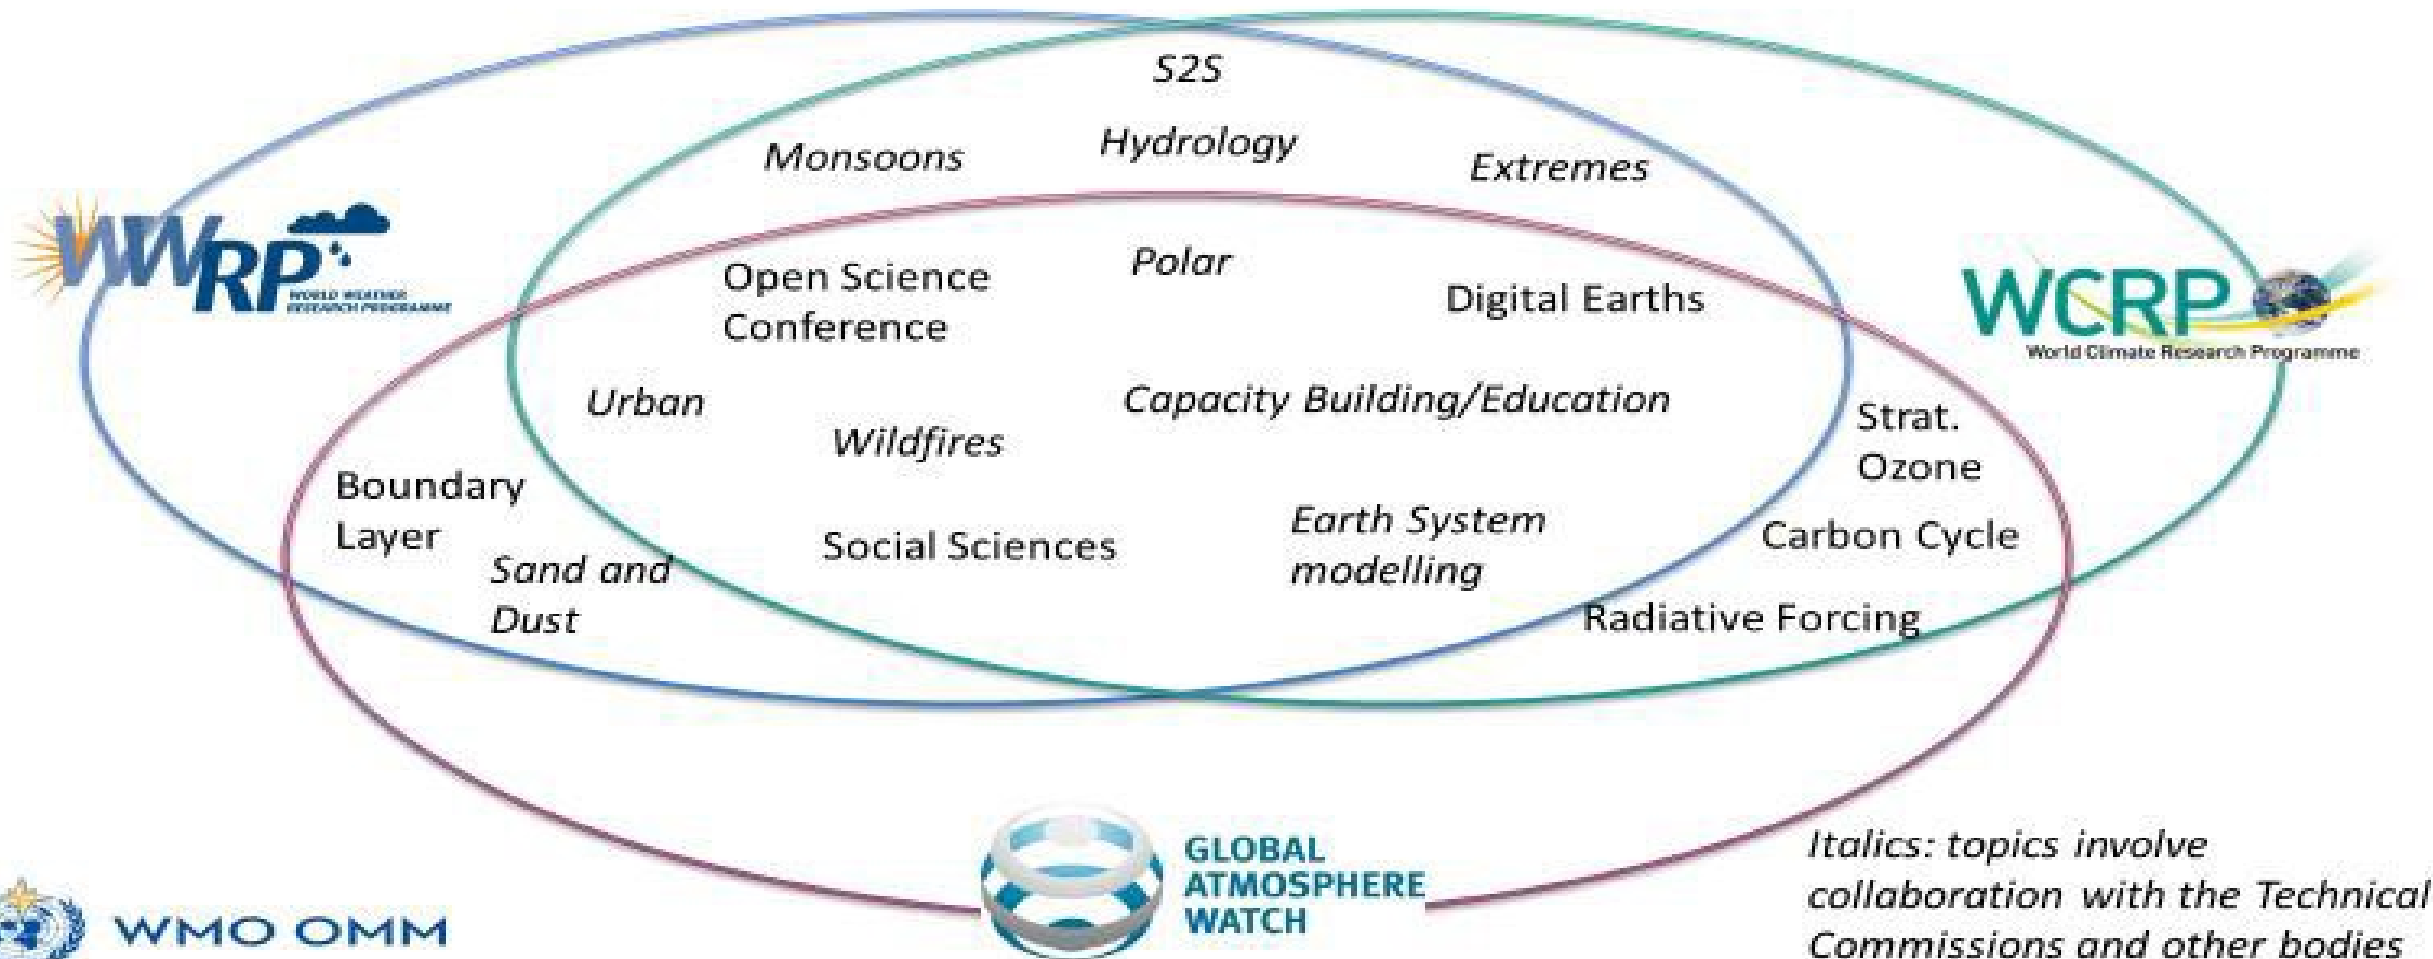 S2S
Monsoons
Hydrology
Extremes
WWRP
WORLD WEATHER
RESEARCH PROGRAMME
WCRP
World Climate Research Programme
Open Science
Conference
Polar
Digital Earths
Urban
Wildfires
Capacity Building/Education
Strat.
Ozone
Boundary
Layer
Sand and
Dust
Social Sciences
Earth System
modelling
Carbon Cycle
Radiative Forcing
GLOBAL
ATMOSPHERE
WATCH
WMO OMM
Italics: topics involve
collaboration with the Technical
Commissions and other bodies